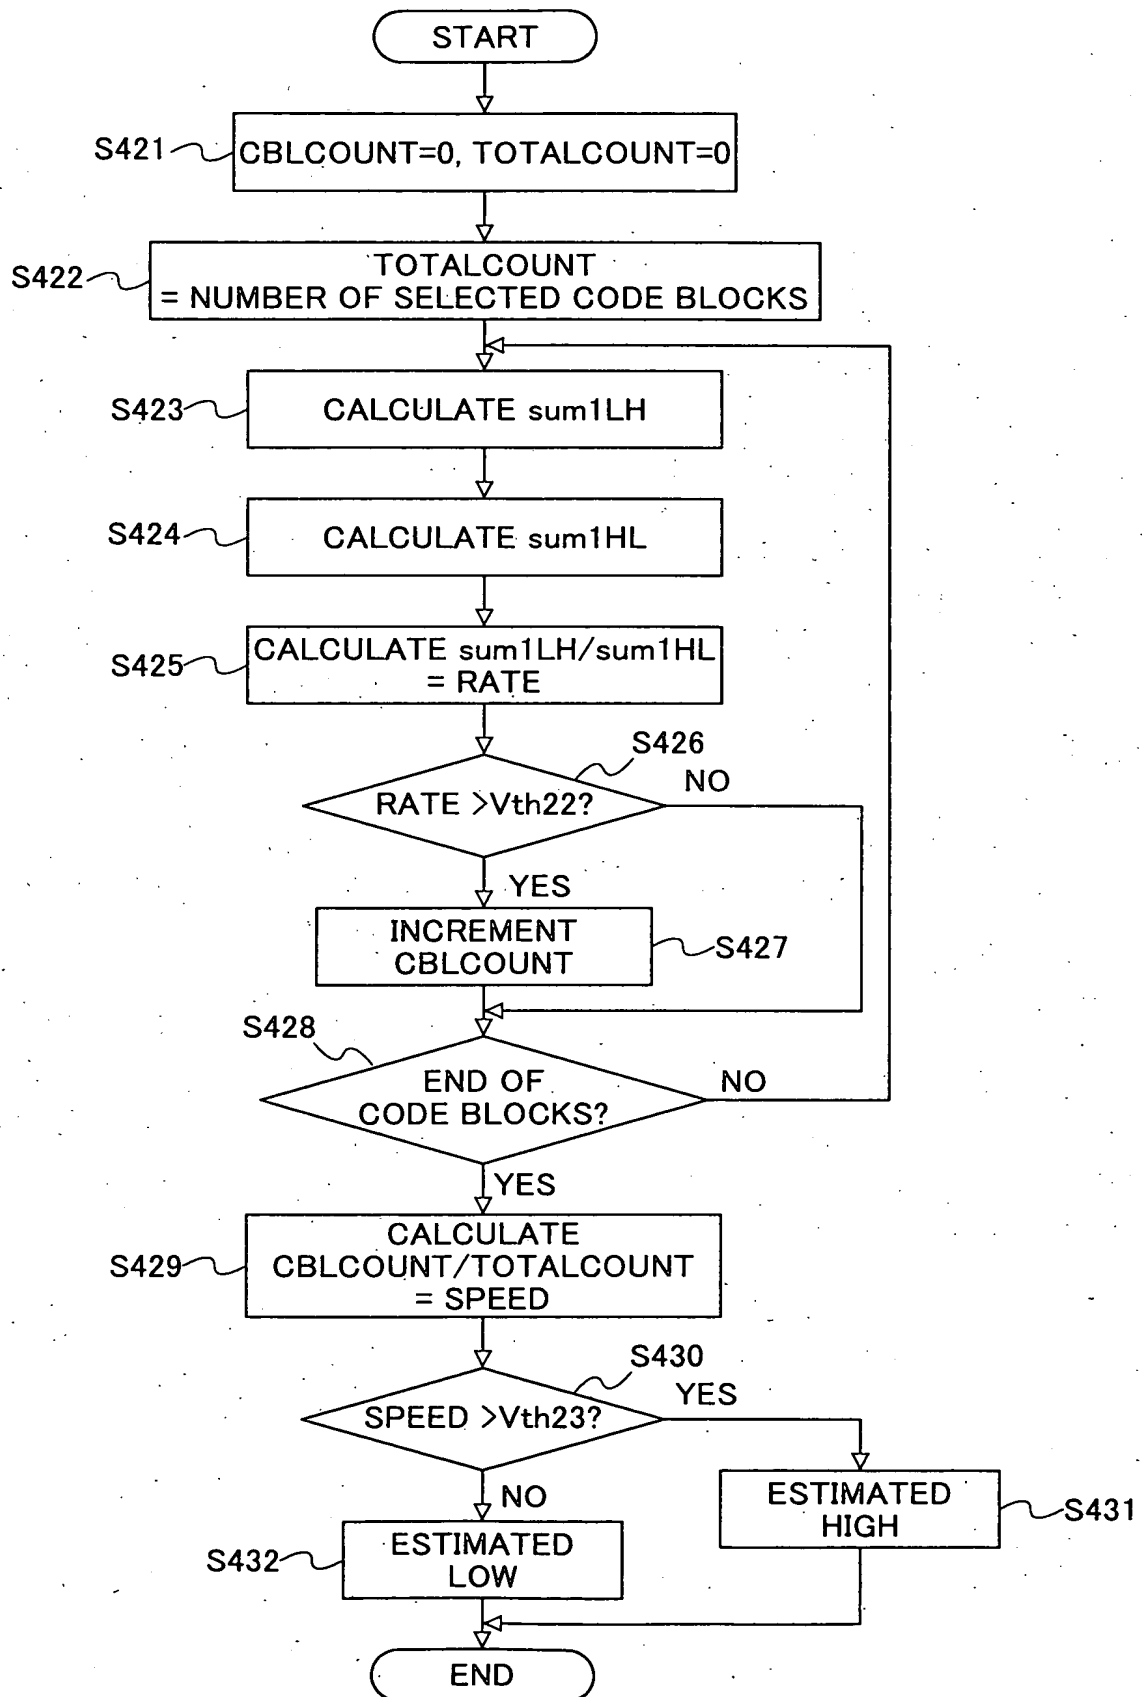 START
S421
CBLCOUNT=0, TOTALCOUNT=0
S422
TOTALCOUNT
= NUMBER OF SELECTED CODE BLOCKS
S423
CALCULATE sum1LH
S424
CALCULATE sum1HL
S425
CALCULATE sum1LH/sum1HL
= RATE
S426
RATE >Vth22?
NO
YES
INCREMENT
CBLCOUNT
S427
S428
END OF
CODE BLOCKS?
NO
YES
S429
CALCULATE
CBLCOUNT/TOTALCOUNT
= SPEED
S430
SPEED >Vth23?
YES
NO
ESTIMATED
HIGH
S431
S432
ESTIMATED
LOW
END